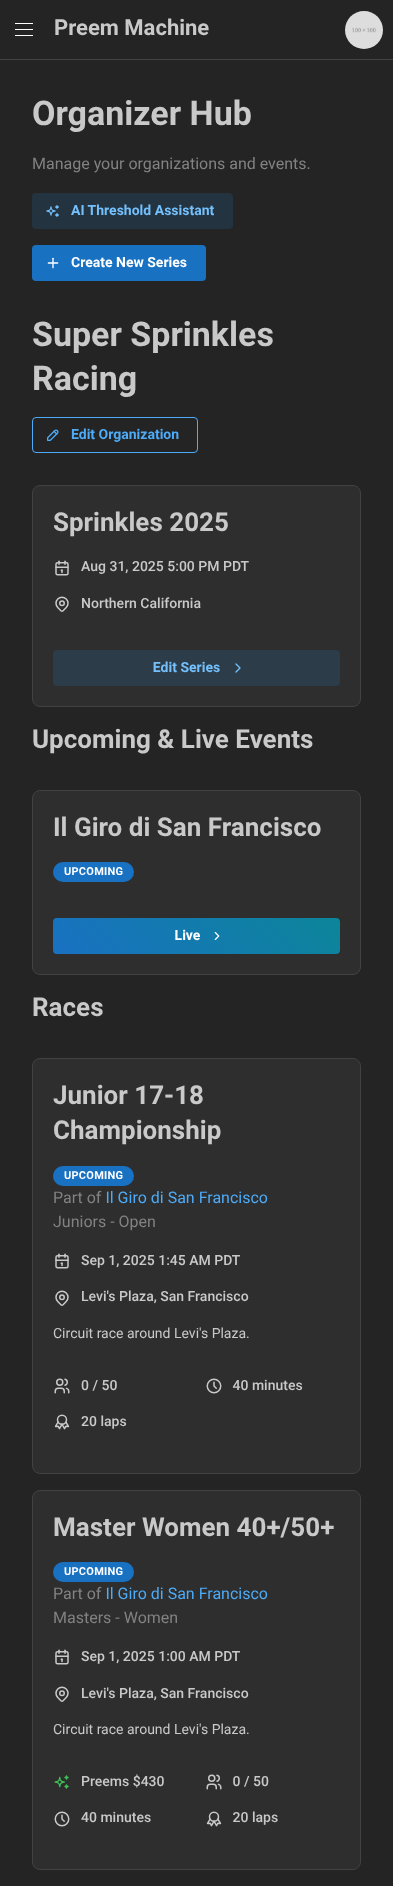 Preem Machine
100 × 100
Organizer Hub
Manage your organizations and events.
AI Threshold Assistant
Create New Series
Super Sprinkles
Racing
Edit Organization
Sprinkles 2025
Aug 31, 2025 5:00 PM PDT
Northern California
Edit Series
Upcoming & Live Events
Il Giro di San Francisco
UPCOMING
Live
Races
Junior 17-18
Championship
UPCOMING
Part of Il Giro di San Francisco
Juniors - Open
Sep 1, 2025 1:45 AM PDT
Levi's Plaza, San Francisco
Circuit race around Levi's Plaza.
0 / 50
40 minutes
20 laps
Master Women 40+/50+
UPCOMING
Part of Il Giro di San Francisco
Masters - Women
Sep 1, 2025 1:00 AM PDT
Levi's Plaza, San Francisco
Circuit race around Levi's Plaza.
Preems $430
0 / 50
40 minutes
20 laps